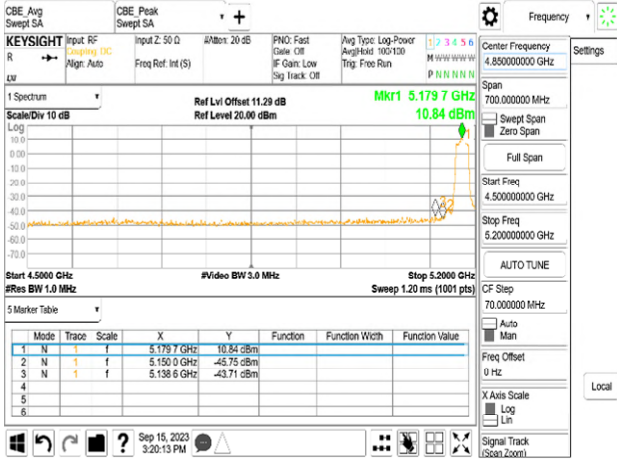 CBE_Avg
Swept SA
CBE_Peak
Swept SA
Frequency
KEYSIGHT
R
Input: RF
Coupling: DC
Align: Auto
Input Z: 50 Ω
Freq Ref: Int (S)
#Atten: 20 dB
PNO: Fast
Gate: Off
IF Gain: Low
Sig Track: Off
Avg Type: Log-Power
Avg|Hold: 100/100
Trig: Free Run
1 2 3 4 5 6
M W W W W W
P N N N N N
1 Spectrum
Scale/Div 10 dB
Ref Lvl Offset 11.29 dB
Ref Level 20.00 dBm
Mkr1 5.179 7 GHz
10.84 dBm
Log
10.0
0.00
-10.0
-20.0
-30.0
-40.0
-50.0
-60.0
-70.0
Start 4.5000 GHz
#Res BW 1.0 MHz
#Video BW 3.0 MHz
Stop 5.2000 GHz
Sweep 1.20 ms (1001 pts)
5 Marker Table
Mode Trace Scale X Y Function Function Width Function Value
1 N 1 f 5.179 7 GHz 10.84 dBm
2 N 1 f 5.150 0 GHz -45.75 dBm
3 N 1 f 5.138 6 GHz -43.71 dBm
4
5
6
Sep 15, 2023
3:20:13 PM
Center Frequency
4.850000000 GHz
Settings
Span
700.000000 MHz
Swept Span
Zero Span
Full Span
Start Freq
4.500000000 GHz
Stop Freq
5.200000000 GHz
AUTO TUNE
CF Step
70.000000 MHz
Auto
Man
Freq Offset
0 Hz
Local
X Axis Scale
Log
Lin
Signal Track
(Span Zoom)